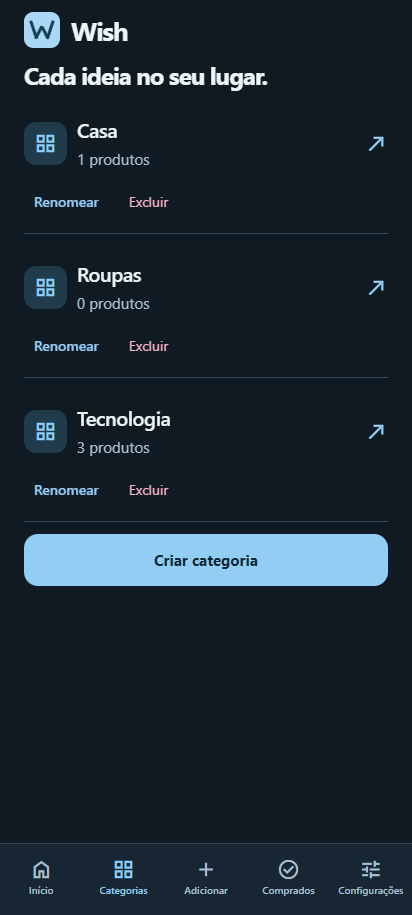 W Wish
Cada ideia no seu lugar.
Casa
1 produtos
Renomear Excluir
Roupas
0 produtos
Renomear Excluir
Tecnologia
3 produtos
Renomear Excluir
Criar categoria
Início Categorias Adicionar Comprados Configurações